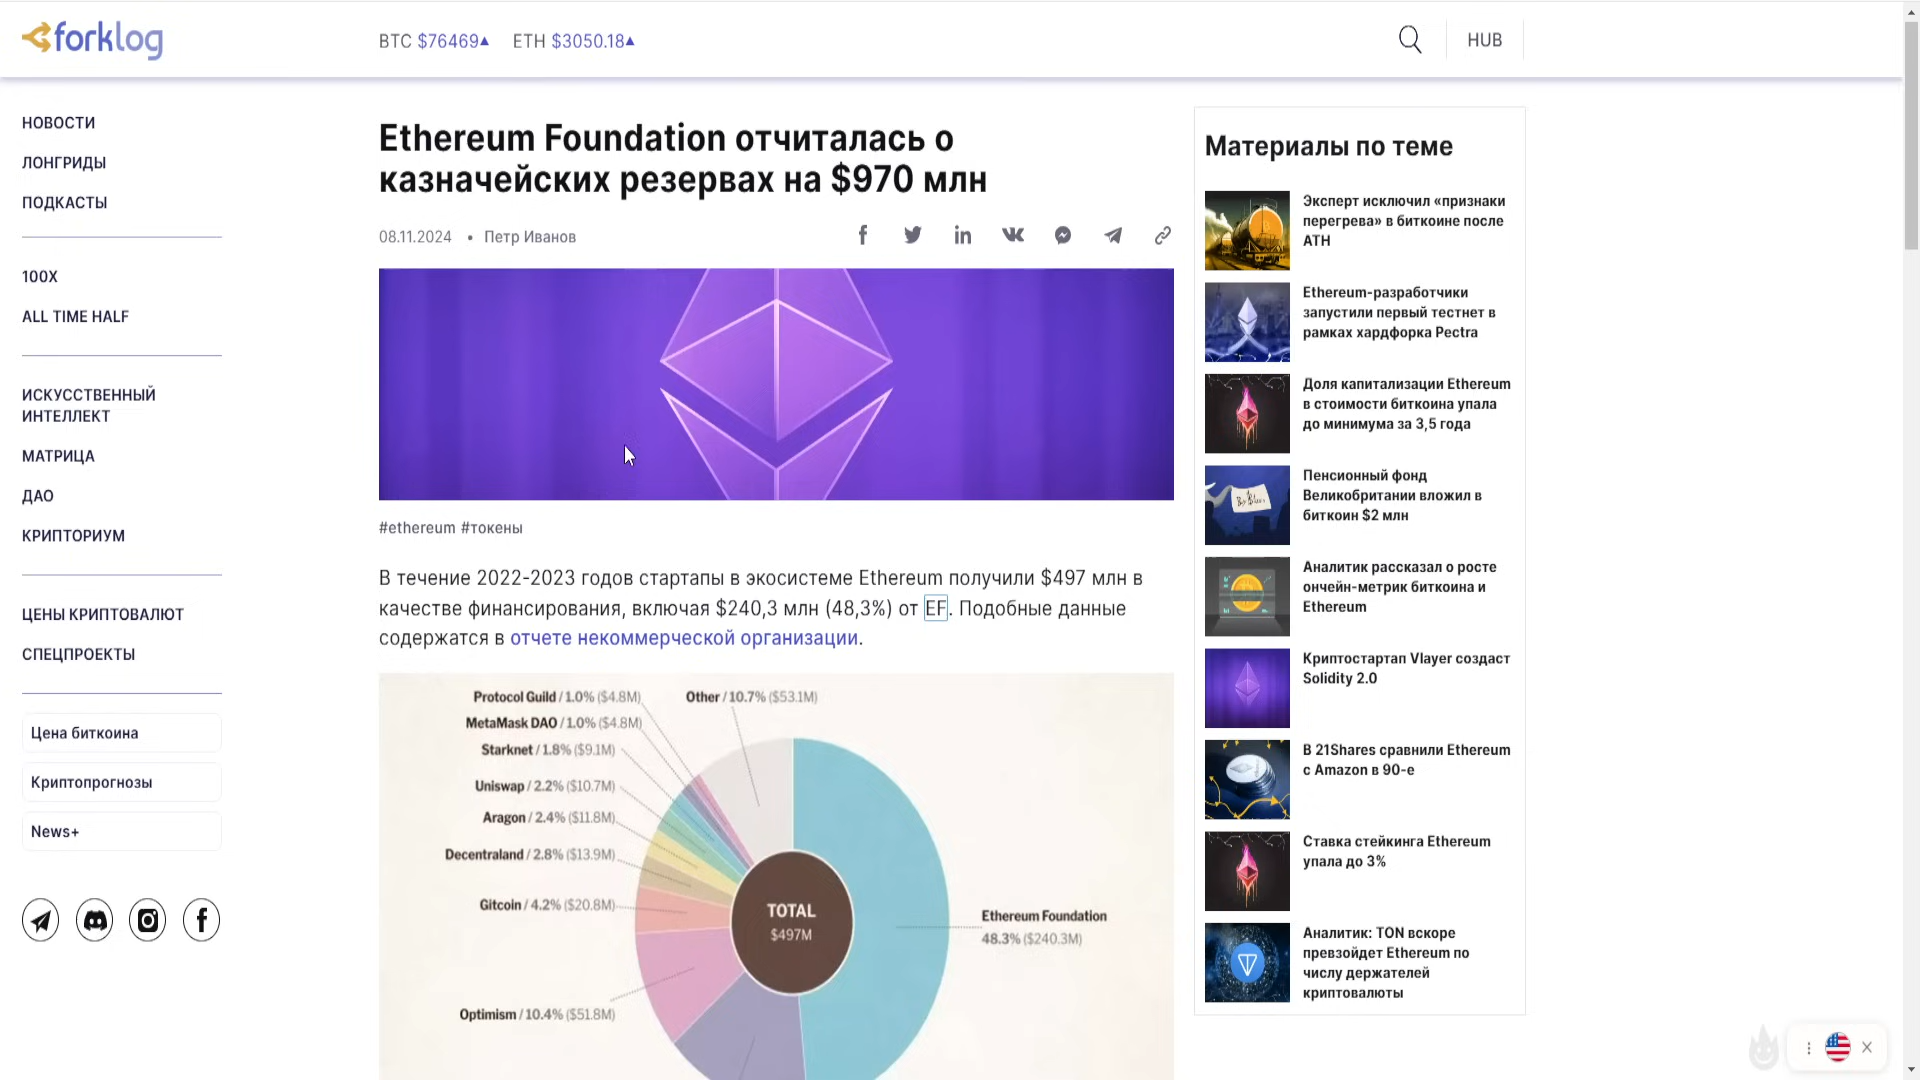 forklog
BTC $76469▲ ETH $3050.18▲
HUB
НОВОСТИ
ЛОНГРИДЫ
ПОДКАСТЫ
100X
ALL TIME HALF
ИСКУССТВЕННЫЙ
ИНТЕЛЛЕКТ
МАТРИЦА
ДАО
КРИПТОРИУМ
ЦЕНЫ КРИПТОВАЛЮТ
СПЕЦПРОЕКТЫ
Цена биткоина
Криптопрогнозы
News+
Ethereum Foundation отчиталась о
казначейских резервах на $970 млн
08.11.2024 • Петр Иванов
#ethereum #токены
В течение 2022-2023 годов стартапы в экосистеме Ethereum получили $497 млн в
качестве финансирования, включая $240,3 млн (48,3%) от EF. Подобные данные
содержатся в отчете некоммерческой организации.
Protocol Guild / 1.0% ($4.8M)
Other / 10.7% ($53.1M)
MetaMask DAO / 1.0% ($4.8M)
Starknet / 1.8% ($9.1M)
Uniswap / 2.2% ($10.7M)
Aragon / 2.4% ($11.8M)
Decentraland / 2.8% ($13.9M)
Gitcoin / 4.2% ($20.8M)
Optimism / 10.4% ($51.8M)
TOTAL
$497M
Ethereum Foundation
48.3% ($240.3M)
Материалы по теме
Эксперт исключил «признаки
перегрева» в биткоине после
ATH
Ethereum-разработчики
запустили первый тестнет в
рамках хардфорка Pectra
Доля капитализации Ethereum
в стоимости биткоина упала
до минимума за 3,5 года
Пенсионный фонд
Великобритании вложил в
биткоин $2 млн
Аналитик рассказал о росте
ончейн-метрик биткоина и
Ethereum
Криптостартап Vlayer создаст
Solidity 2.0
В 21Shares сравнили Ethereum
с Amazon в 90-е
Ставка стейкинга Ethereum
упала до 3%
Аналитик: TON вскоре
превзойдет Ethereum по
числу держателей
криптовалюты